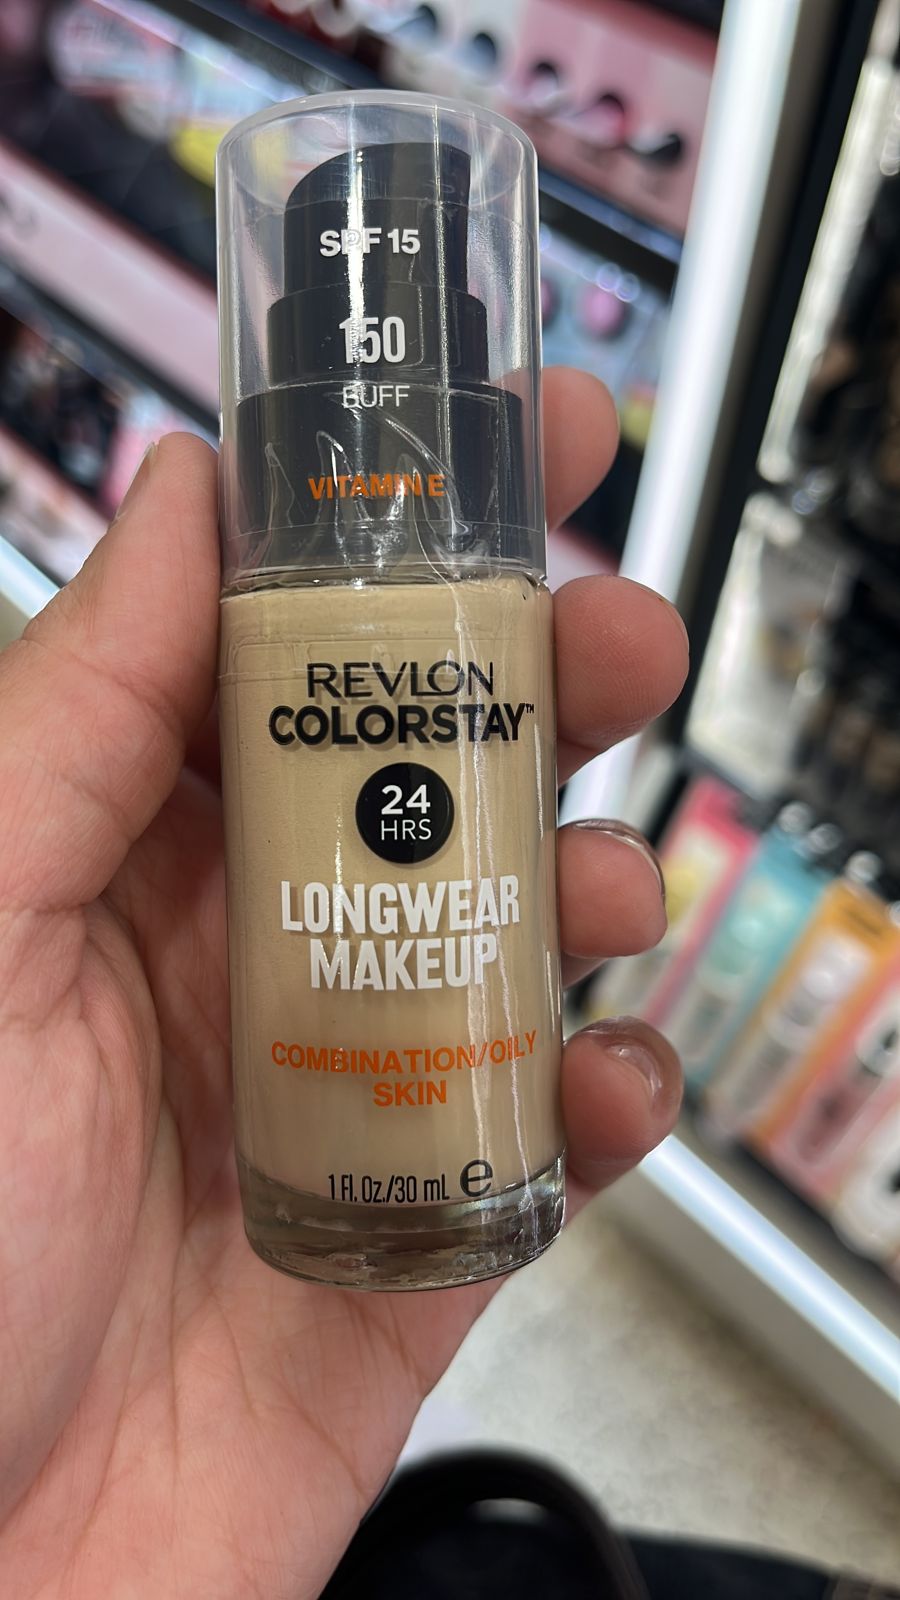 SPF 15
150
BUFF
VITAMIN E
REVLON
COLORSTAY™
24
HRS
LONGWEAR
MAKEUP
COMBINATION/OILY
SKIN
1 Fl. Oz./30 mL e